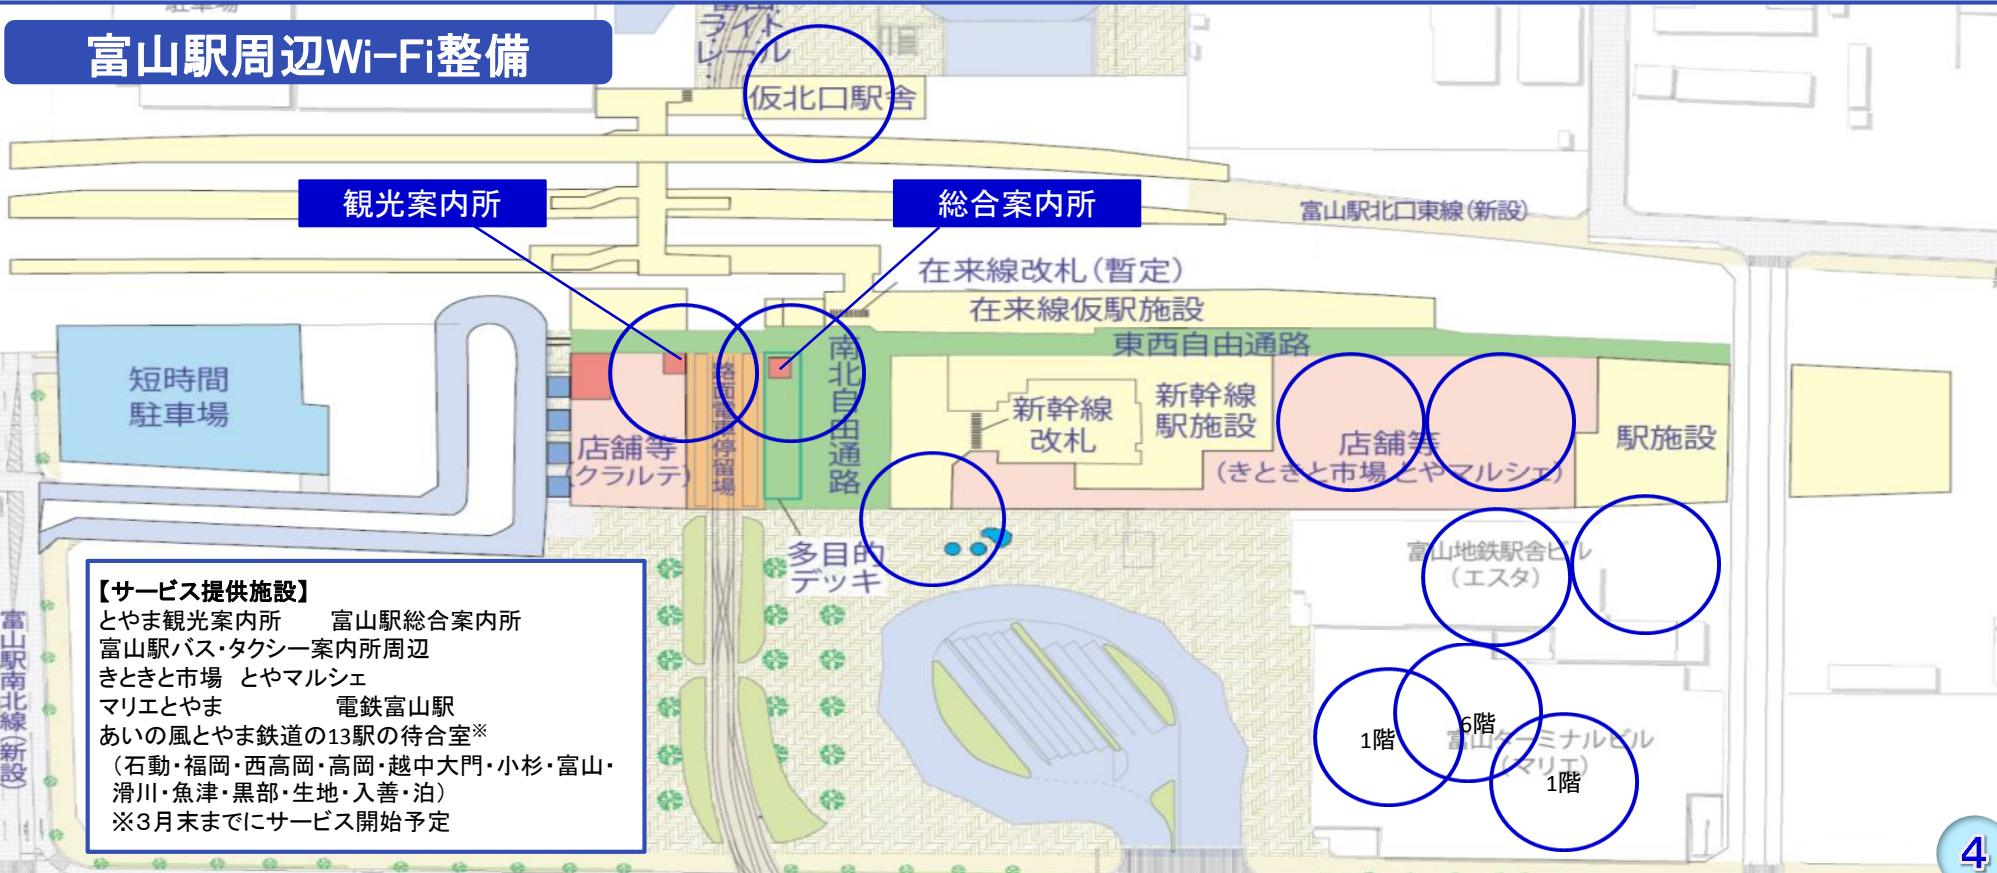 駐車場
富山ライトレール
富山駅周辺Wi-Fi整備
仮北口駅舎
観光案内所
総合案内所
富山駅北口東線(新設)
在来線改札(暫定)
在来線仮駅施設
東西自由通路
短時間
駐車場
南北自由通路
路面電車停留場
店舗等
(クラルテ)
新幹線
改札
新幹線
駅施設
店舗等
(きときと市場 とやマルシェ)
駅施設
多目的
デッキ
富山地鉄駅舎ビル
(エスタ)
【サービス提供施設】
とやま観光案内所 富山駅総合案内所
富山駅バス・タクシー案内所周辺
きときと市場 とやマルシェ
マリエとやま 電鉄富山駅
あいの風とやま鉄道の13駅の待合室※
(石動・福岡・西高岡・高岡・越中大門・小杉・富山・
滑川・魚津・黒部・生地・入善・泊)
※3月末までにサービス開始予定
富山駅南北線(新設)
1階
6階
富山ターミナルビル
(マリエ)
1階
4